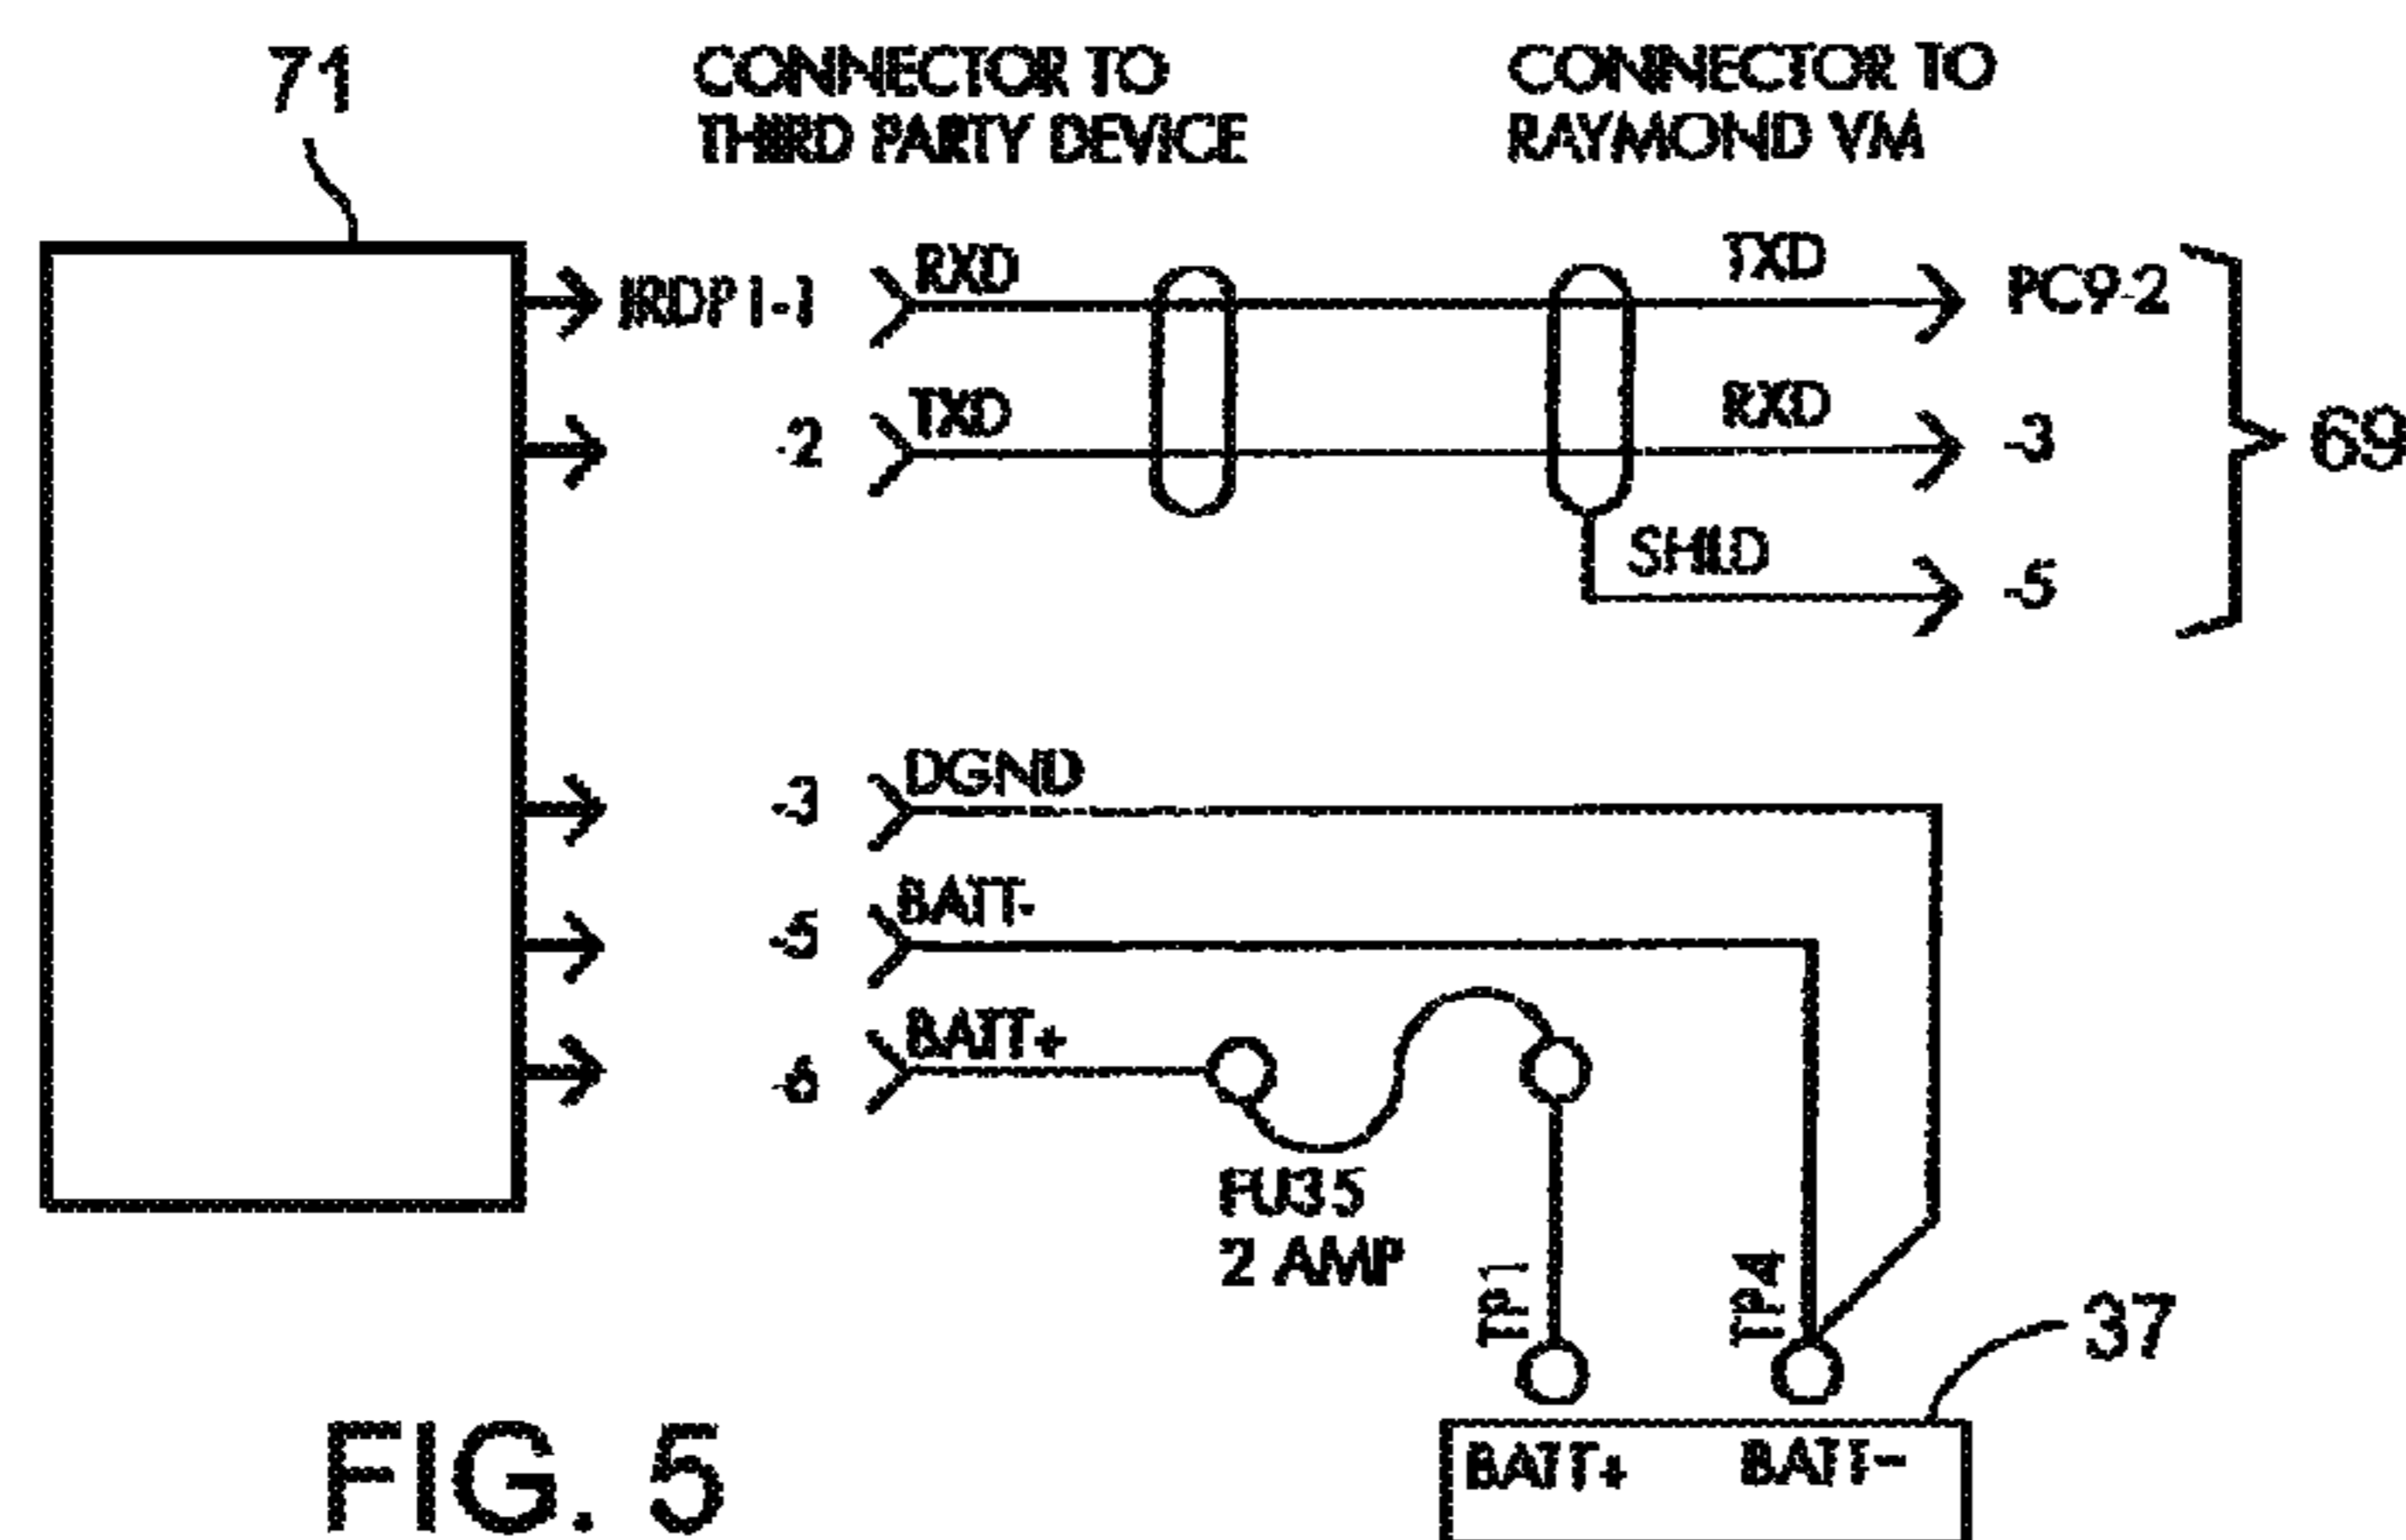 71
CONNECTOR TO
THIRD PARTY DEVICE
CONNECTOR TO
RAYMOND VM
JRDP1-1
RXD
TXD
PC9-2
-2
TXD
RXD
-3
69
SHLD
-5
-3
DGND
-5
BATT-
-6
BATT+
FU35
2 AMP
TP1
TP4
37
BATT+
BATT-
FIG. 5